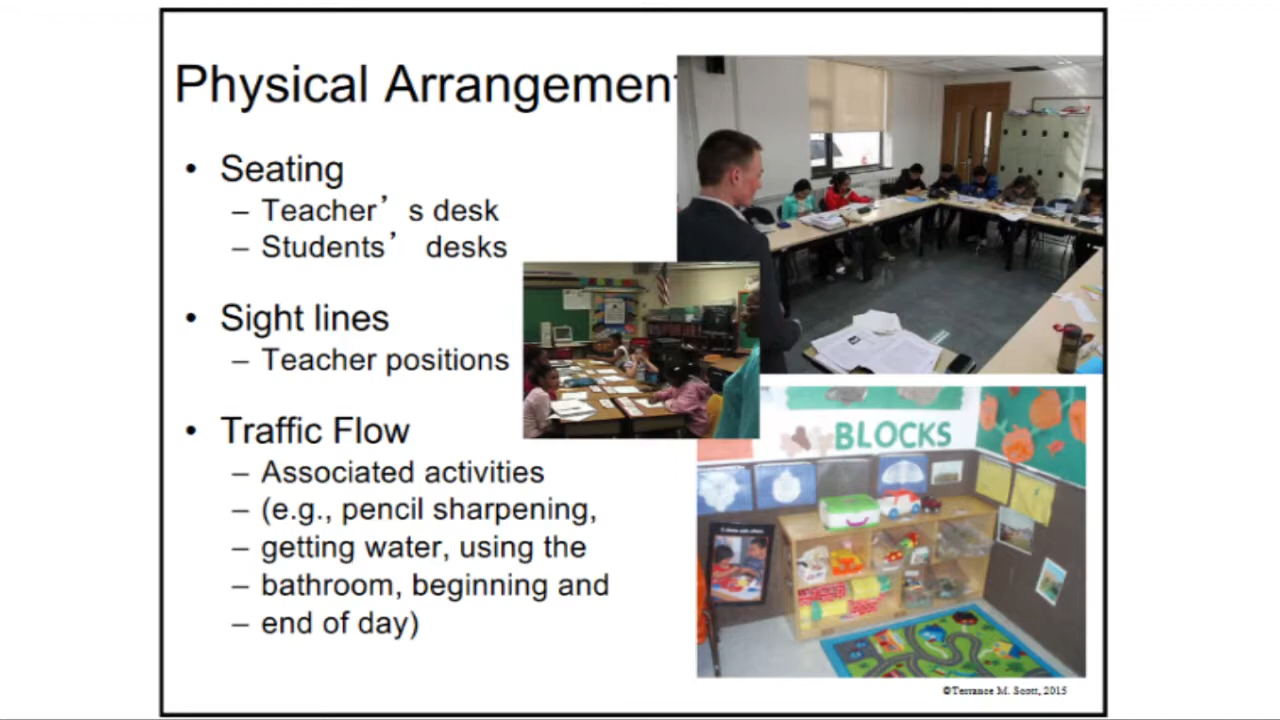 Physical Arrangement
• Seating
– Teacher’s desk
– Students’ desks
• Sight lines
– Teacher positions
• Traffic Flow
– Associated activities
– (e.g., pencil sharpening,
– getting water, using the
– bathroom, beginning and
– end of day)
BLOCKS
©Terrance M. Scott, 2015